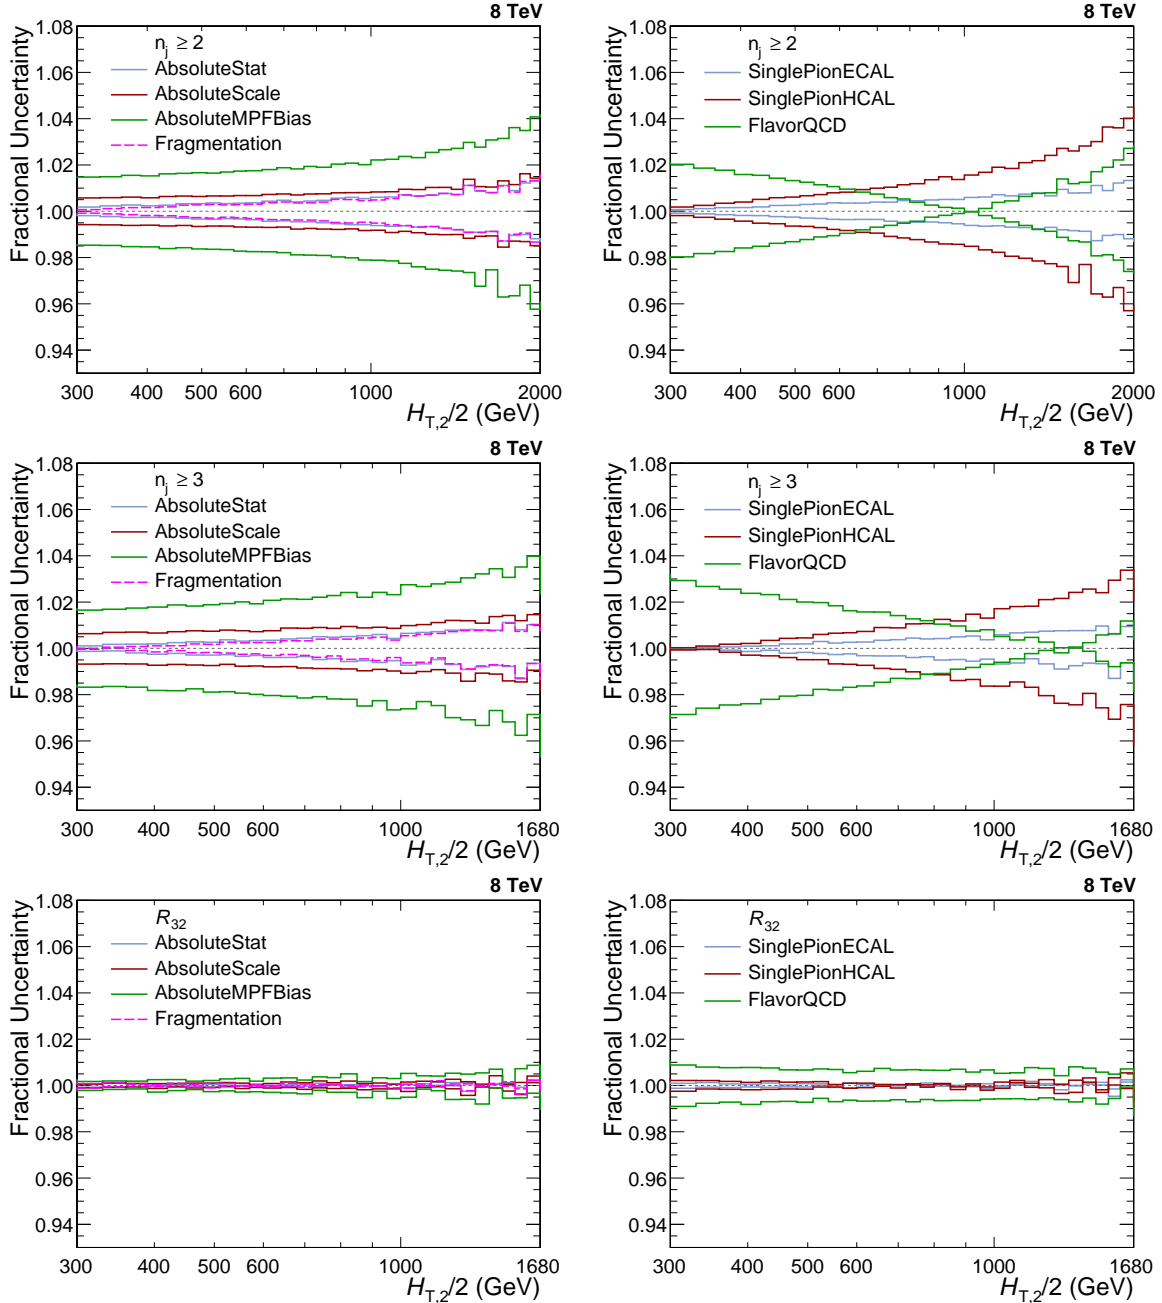 8 TeV
Fractional Uncertainty
1.08
1.06
1.04
1.02
1.00
0.98
0.96
0.94
n_j ≥ 2
AbsoluteStat
AbsoluteScale
AbsoluteMPFBias
Fragmentation
300 400 500 600 1000 2000
H_T,2/2 (GeV)
8 TeV
Fractional Uncertainty
1.08
1.06
1.04
1.02
1.00
0.98
0.96
0.94
n_j ≥ 2
SinglePionECAL
SinglePionHCAL
FlavorQCD
300 400 500 600 1000 2000
H_T,2/2 (GeV)
8 TeV
Fractional Uncertainty
1.08
1.06
1.04
1.02
1.00
0.98
0.96
0.94
n_j ≥ 3
AbsoluteStat
AbsoluteScale
AbsoluteMPFBias
Fragmentation
300 400 500 600 1000 1680
H_T,2/2 (GeV)
8 TeV
Fractional Uncertainty
1.08
1.06
1.04
1.02
1.00
0.98
0.96
0.94
n_j ≥ 3
SinglePionECAL
SinglePionHCAL
FlavorQCD
300 400 500 600 1000 1680
H_T,2/2 (GeV)
8 TeV
Fractional Uncertainty
1.08
1.06
1.04
1.02
1.00
0.98
0.96
0.94
R_32
AbsoluteStat
AbsoluteScale
AbsoluteMPFBias
Fragmentation
300 400 500 600 1000 1680
H_T,2/2 (GeV)
8 TeV
Fractional Uncertainty
1.08
1.06
1.04
1.02
1.00
0.98
0.96
0.94
R_32
SinglePionECAL
SinglePionHCAL
FlavorQCD
300 400 500 600 1000 1680
H_T,2/2 (GeV)